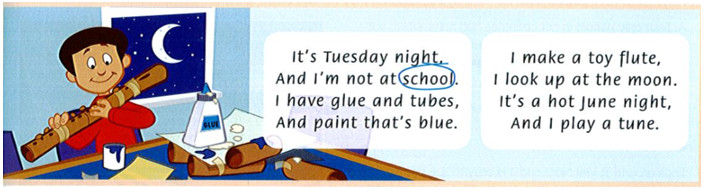 It's Tuesday night,
And I'm not at school.
I have glue and tubes,
And paint that's blue.
I make a toy flute,
I look up at the moon.
It's a hot June night,
And I play a tune.
GLUE